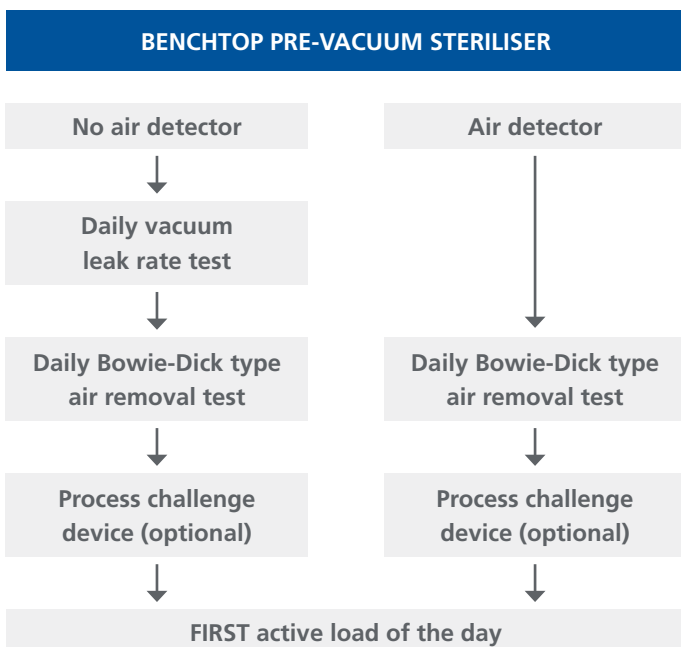 BENCHTOP PRE-VACUUM STERILISER
No air detector
Air detector
Daily vacuum
leak rate test
Daily Bowie-Dick type
air removal test
Daily Bowie-Dick type
air removal test
Process challenge
device (optional)
Process challenge
device (optional)
FIRST active load of the day